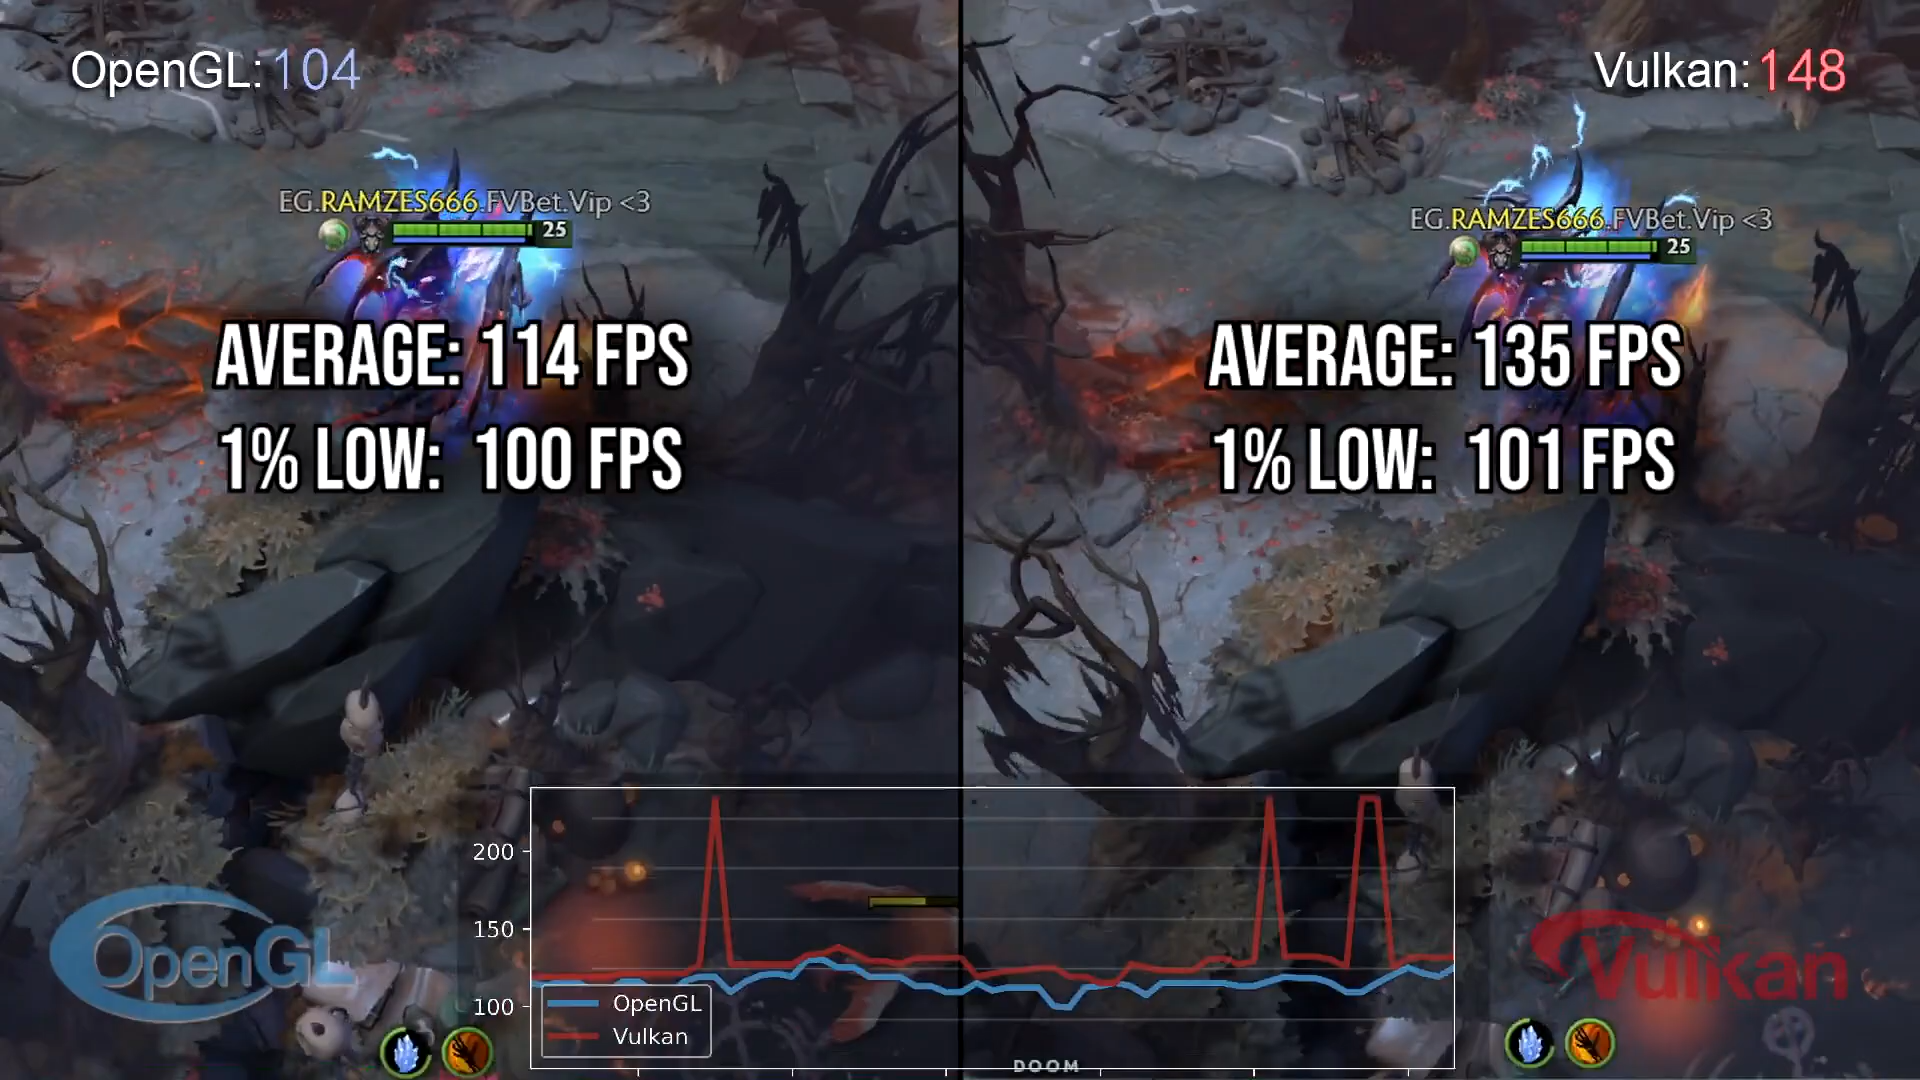 OpenGL: 104
Vulkan: 148
EG.RAMZES666.FVBet.Vip <3
25
EG.RAMZES666.FVBet.Vip <3
25
AVERAGE: 114 FPS
1% LOW: 100 FPS
AVERAGE: 135 FPS
1% LOW: 101 FPS
200
150
100
OpenGL
Vulkan
OpenGL
Vulkan
DOOM